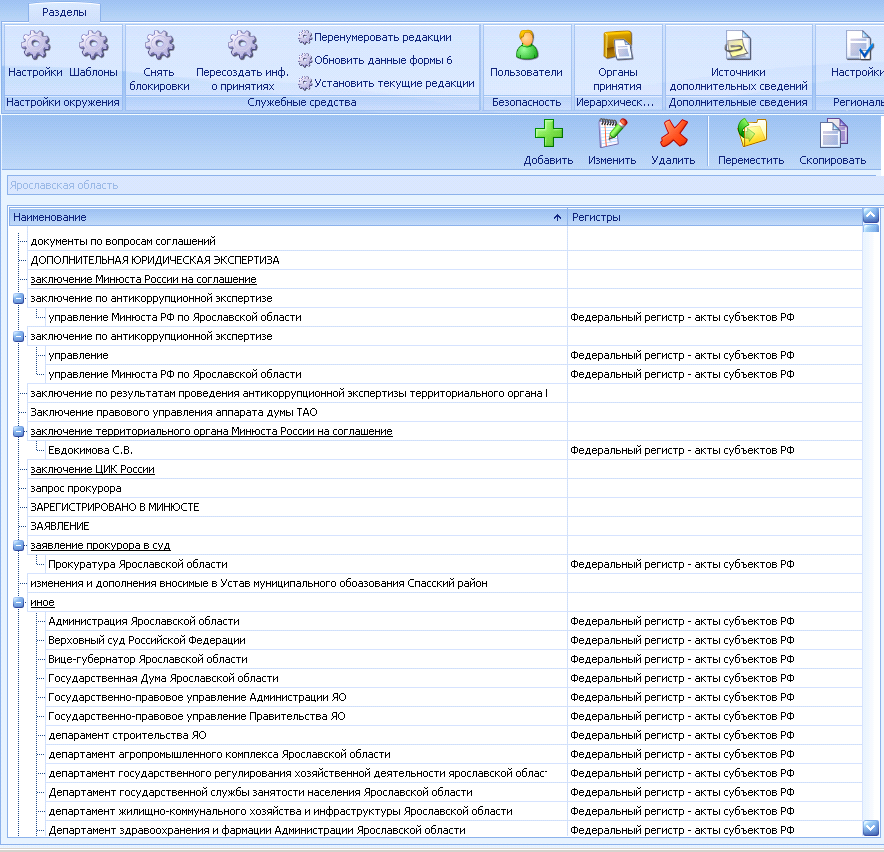 Разделы
Настройки Шаблоны
Снять блокировки
Пересоздать инф. о принятиях
Перенумеровать редакции
Обновить данные формы 6
Установить текущие редакции
Пользователи
Органы принятия
Источники дополнительных сведений
Настройки
Настройки окружения Служебные средства Безопасность Иерархическ... Дополнительные сведения Региональ
Добавить Изменить Удалить Переместить Скопировать
Ярославская область
Наименование Регистры
документы по вопросам соглашений
ДОПОЛНИТЕЛЬНАЯ ЮРИДИЧЕСКАЯ ЭКСПЕРТИЗА
заключение Минюста России на соглашение
заключение по антикоррупционной экспертизе
управление Минюста РФ по Ярославской области Федеральный регистр - акты субъектов РФ
заключение по антикоррупционной экспертизе
управление Федеральный регистр - акты субъектов РФ
управление Минюста РФ по Ярославской области Федеральный регистр - акты субъектов РФ
заключение по результатам проведения антикоррупционной экспертизы территориального органа
Заключение правового управления аппарата думы ТАО
заключение территориального органа Минюста России на соглашение
Евдокимова С.В. Федеральный регистр - акты субъектов РФ
заключение ЦИК России
запрос прокурора
ЗАРЕГИСТРИРОВАНО В МИНЮСТЕ
ЗАЯВЛЕНИЕ
заявление прокурора в суд
Прокуратура Ярославской области Федеральный регистр - акты субъектов РФ
изменения и дополнения вносимые в Устав муниципального обоазования Спасский район
иное
Администрация Ярославской области Федеральный регистр - акты субъектов РФ
Верховный суд Российской Федерации Федеральный регистр - акты субъектов РФ
Вице-губернатор Ярославской области Федеральный регистр - акты субъектов РФ
Государственная Дума Ярославской области Федеральный регистр - акты субъектов РФ
Государственно-правовое управление Администрации ЯО Федеральный регистр - акты субъектов РФ
Государственно-правовое управление Правительства ЯО Федеральный регистр - акты субъектов РФ
депарамент строительства ЯО Федеральный регистр - акты субъектов РФ
департамент агропромышленного комплекса Ярославской области Федеральный регистр - акты субъектов РФ
департамент государственного регулирования хозяйственной деятельности ярославской област Федеральный регистр - акты субъектов РФ
Департамент государственной службы занятости населения Ярославской области Федеральный регистр - акты субъектов РФ
департамент жилищно-коммунального хозяйства и инфраструктуры Ярославской области Федеральный регистр - акты субъектов РФ
Департамент здравоохранения и фармации Администрации Ярославской области Федеральный регистр - акты субъектов РФ